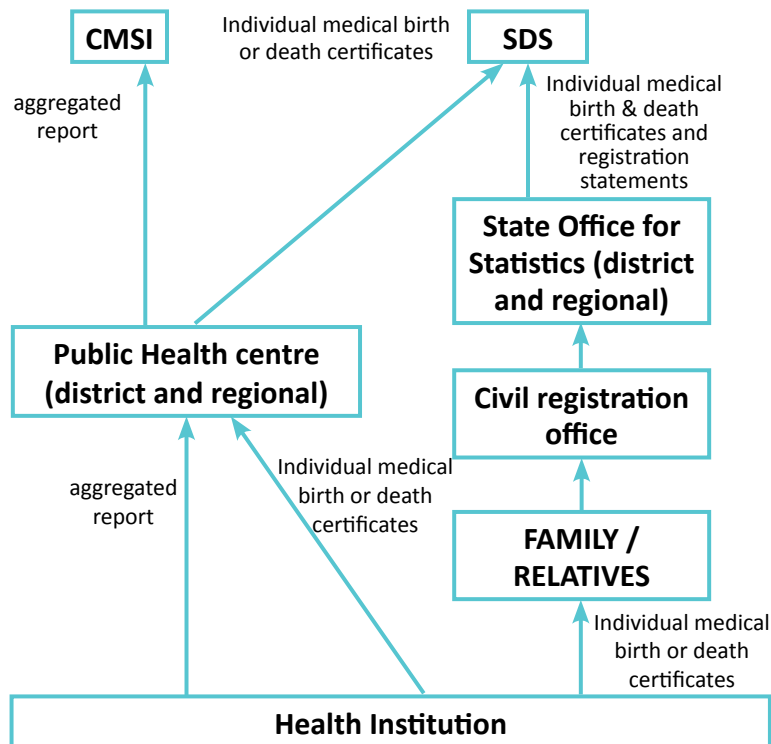 CMSI
Individual medical birth
or death certificates
SDS
aggregated
report
Individual medical
birth & death
certificates and
registration
statements
State Office for
Statistics (district
and regional)
Public Health centre
(district and regional)
Civil registration
office
aggregated
report
Individual medical
birth or death
certificates
FAMILY /
RELATIVES
Individual medical
birth or death
certificates
Health Institution